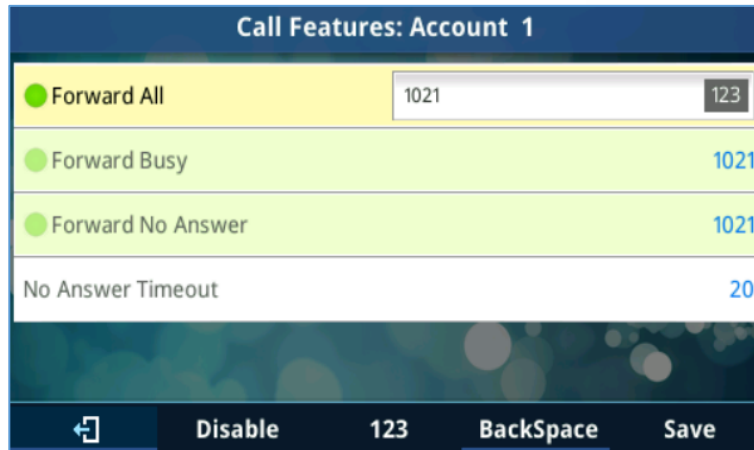 Call Features: Account 1
Forward All 1021 123
Forward Busy 1021
Forward No Answer 1021
No Answer Timeout 20
Disable 123 BackSpace Save